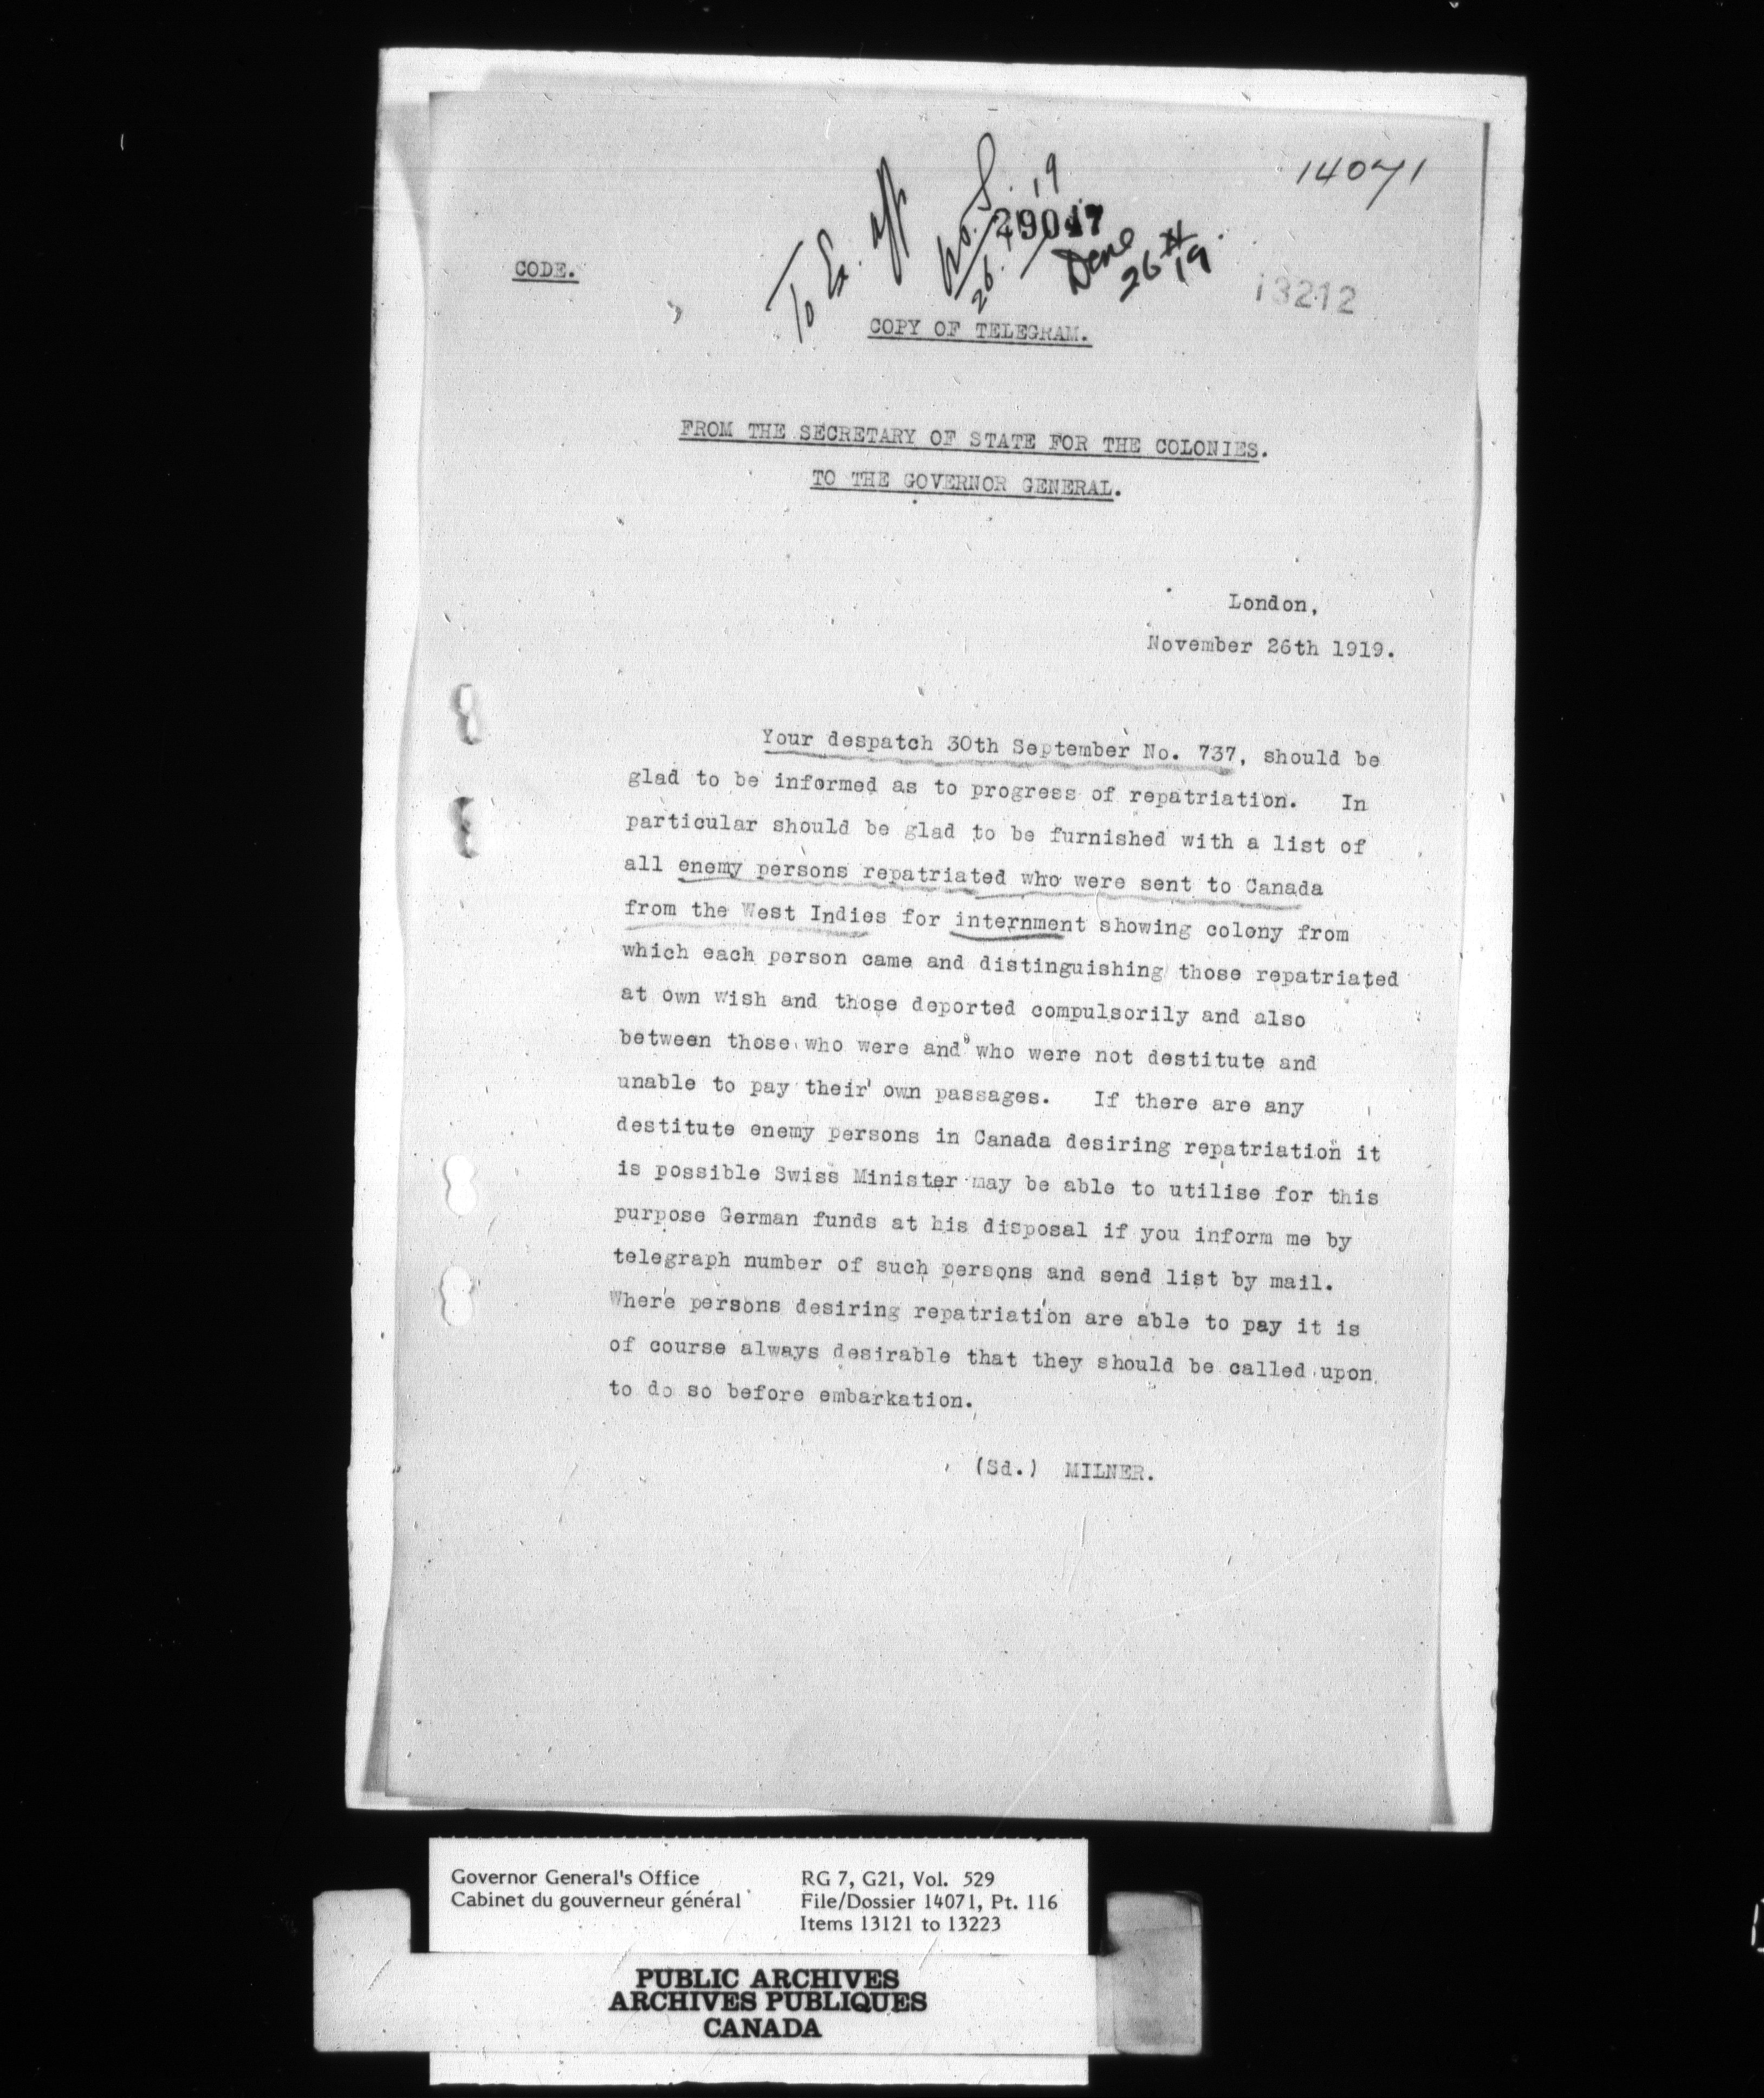 14071
To Ex. Aff
29047
Done
26
19
CODE.
13212
COPY OF TELEGRAM.
FROM THE SECRETARY OF STATE FOR THE COLONIES.
TO THE GOVERNOR GENERAL.
London,
November 26th 1919.
Your despatch 30th September No. 737, should be
glad to be informed as to progress of repatriation. In
particular should be glad to be furnished with a list of
all enemy persons repatriated who were sent to Canada
from the West Indies for internment showing colony from
which each person came and distinguishing those repatriated
at own wish and those deported compulsorily and also
between those who were and who were not destitute and
unable to pay their own passages. If there are any
destitute enemy persons in Canada desiring repatriation it
is possible Swiss Minister may be able to utilise for this
purpose German funds at his disposal if you inform me by
telegraph number of such persons and send list by mail.
Where persons desiring repatriation are able to pay it is
of course always desirable that they should be called upon
to do so before embarkation.
(Sd.) MILNER.
Governor General's Office
Cabinet du gouverneur général
RG 7, G21, Vol. 529
File/Dossier 14071, Pt. 116
Items 13121 to 13223
PUBLIC ARCHIVES
ARCHIVES PUBLIQUES
CANADA